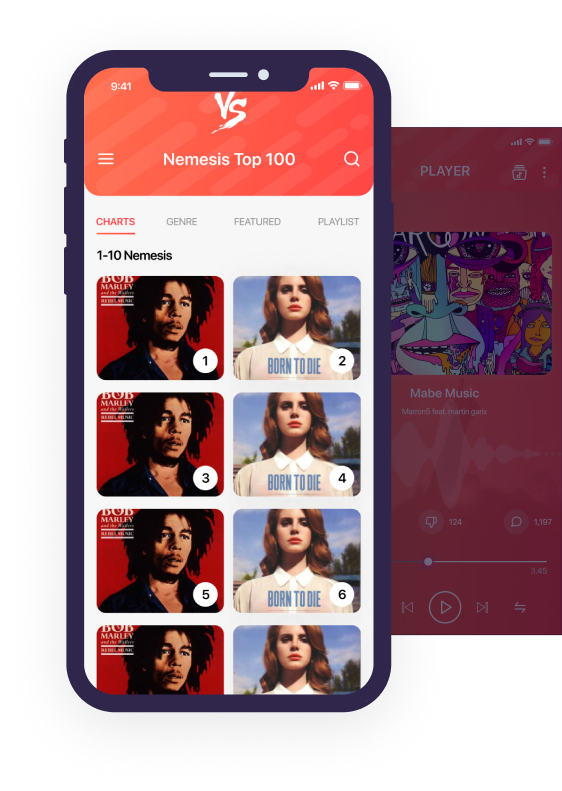 9:41
VS
Nemesis Top 100
CHARTS GENRE FEATURED PLAYLIST
1-10 Nemesis
BOB
MARLEY
and the Wailers
REBEL MUSIC
1
BORN TO DIE
2
BOB
MARLEY
and the Wailers
REBEL MUSIC
3
BORN TO DIE
4
BOB
MARLEY
and the Wailers
REBEL MUSIC
5
BORN TO DIE
6
BOB
MARLEY
and the Wailers
REBEL MUSIC
PLAYER
Mabe Music
Marron5 feat. martin garix
124
1,197
3.45